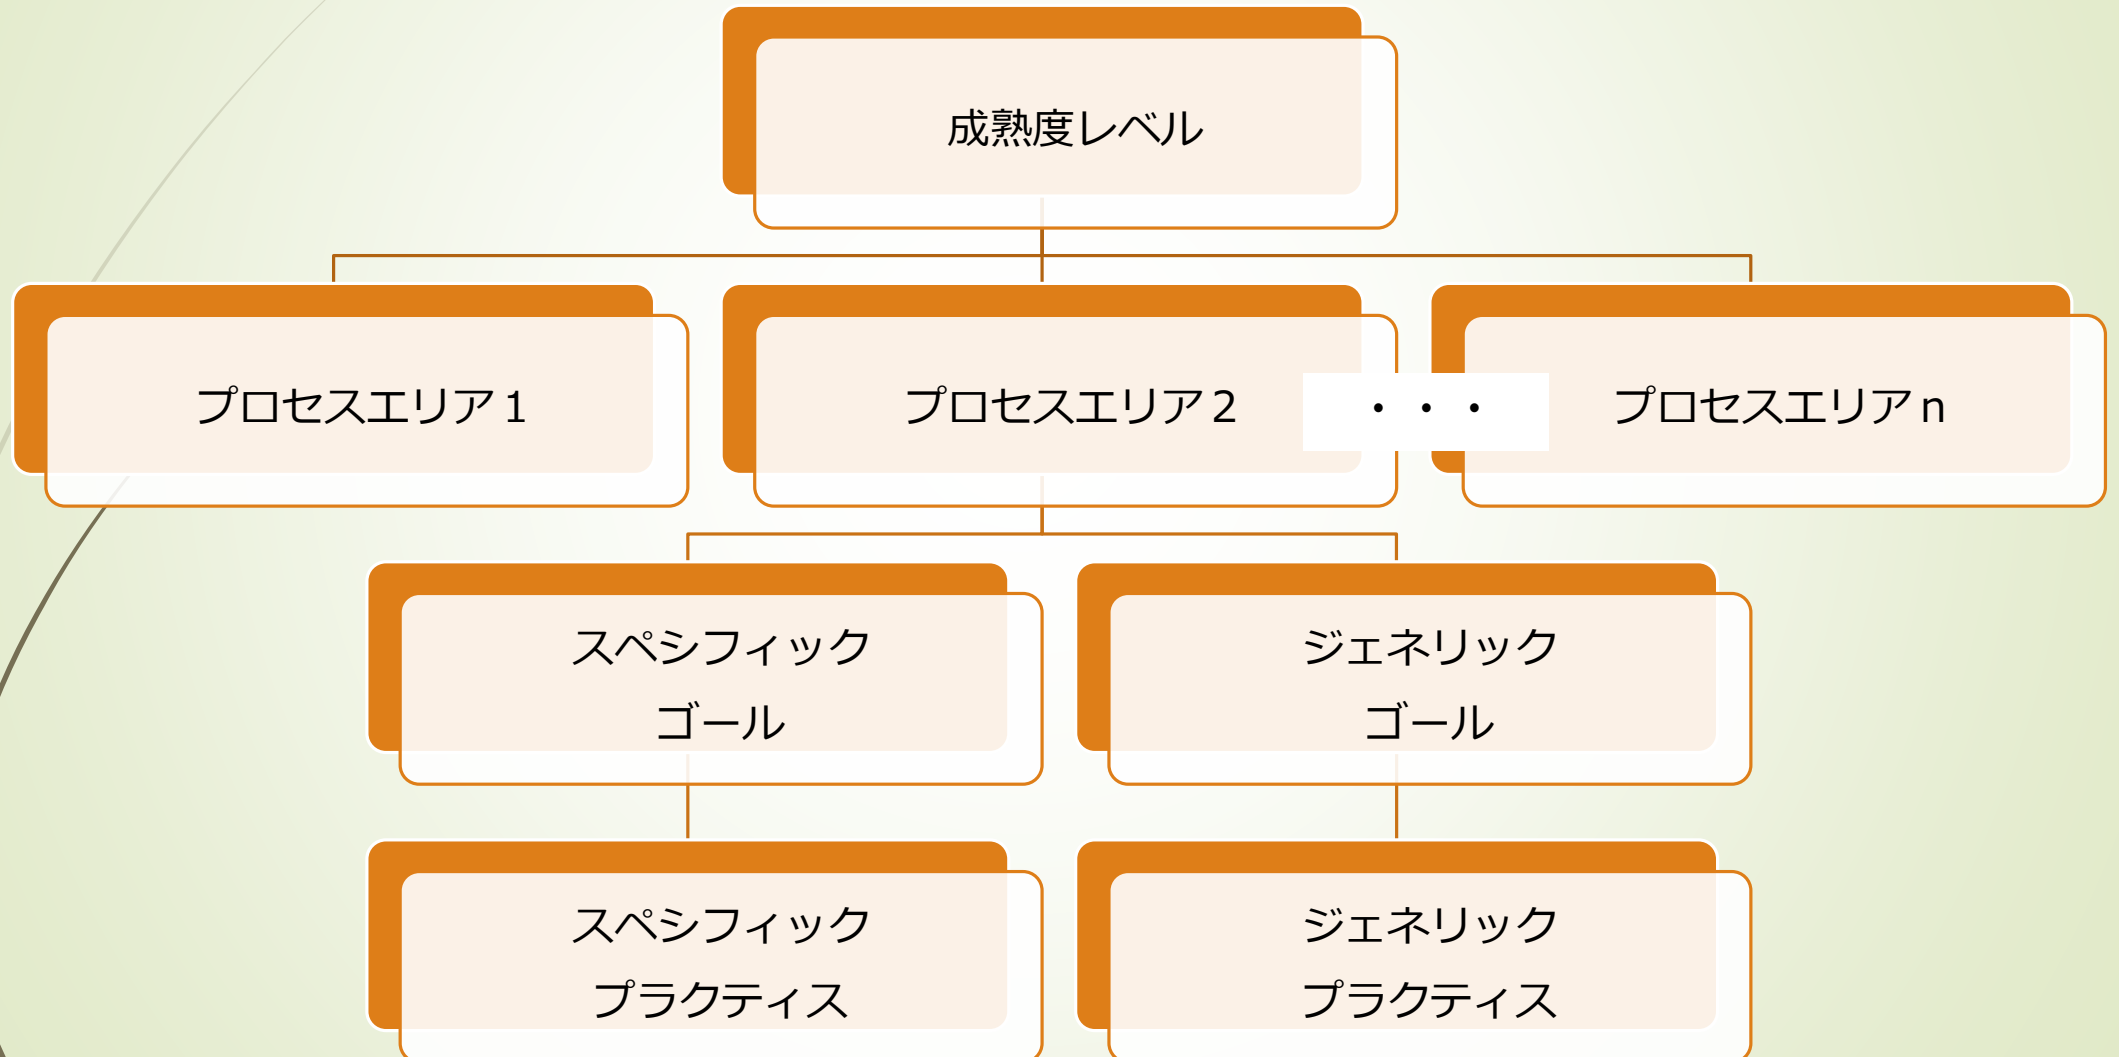 成熟度レベル
プロセスエリア1
プロセスエリア2
・・・
プロセスエリアn
スペシフィック
ゴール
ジェネリック
ゴール
スペシフィック
プラクティス
ジェネリック
プラクティス